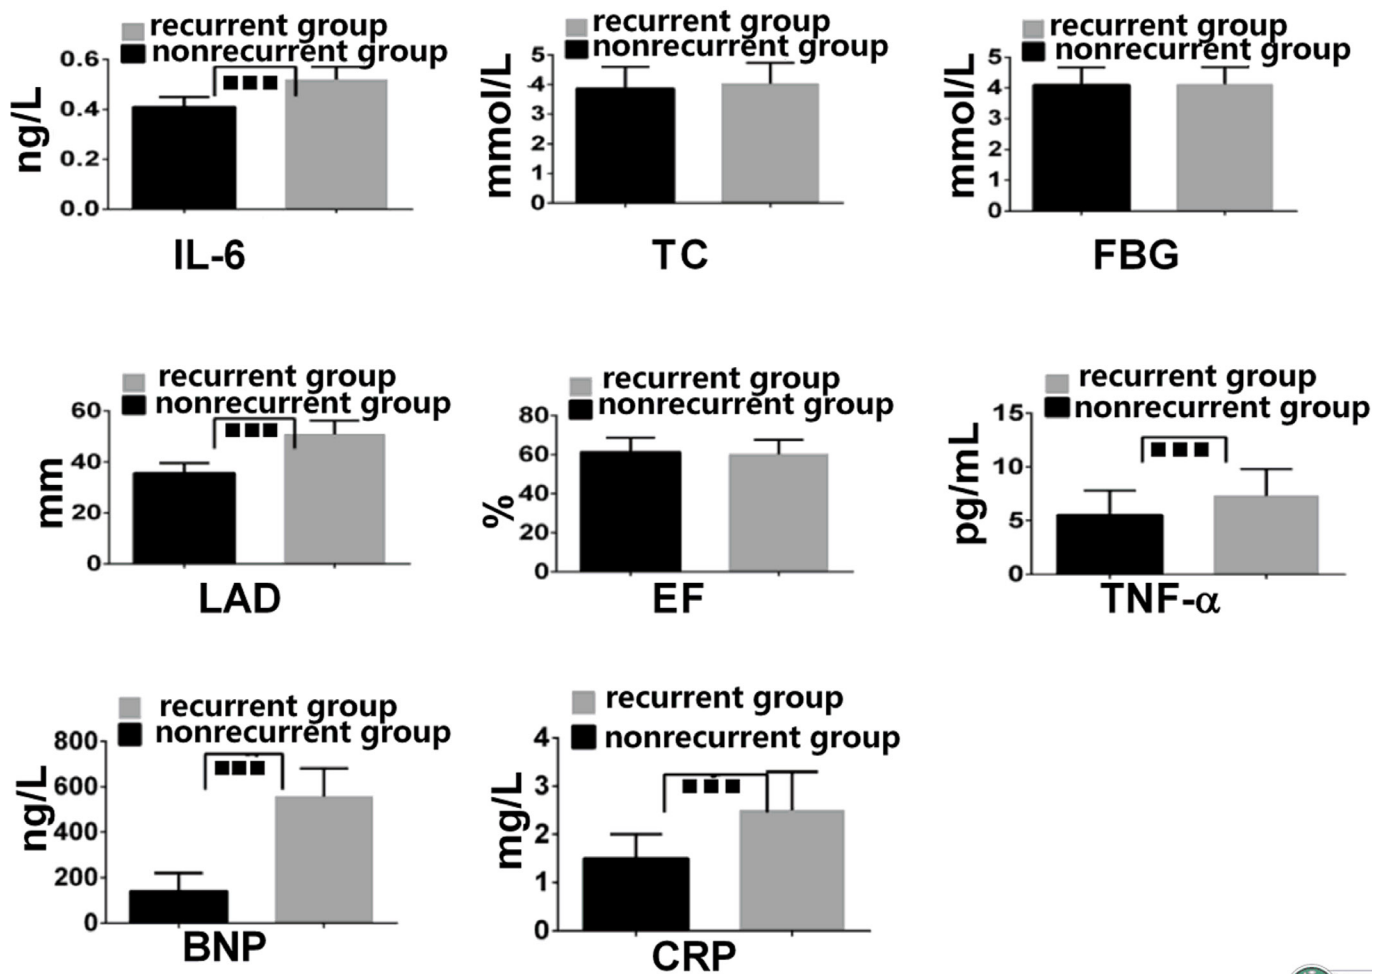 recurrent group
nonrecurrent group
ng/L
0.6
0.4
0.2
0.0
IL-6
recurrent group
nonrecurrent group
mmol/L
5
4
3
2
1
0
TC
recurrent group
nonrecurrent group
mmol/L
5
4
3
2
1
0
FBG
recurrent group
nonrecurrent group
mm
60
40
20
0
LAD
recurrent group
nonrecurrent group
%
80
60
40
20
0
EF
recurrent group
nonrecurrent group
pg/mL
15
10
5
0
TNF-α
recurrent group
nonrecurrent group
ng/L
800
600
400
200
0
BNP
recurrent group
nonrecurrent group
mg/L
4
3
2
1
0
CRP